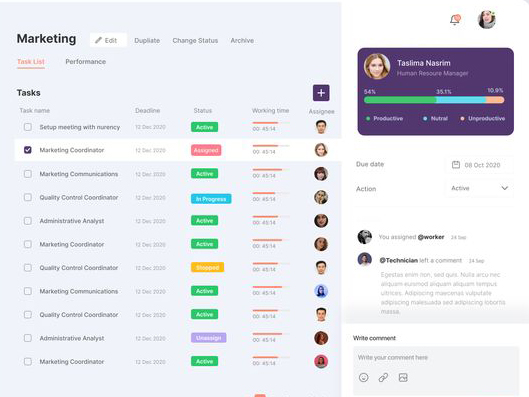 Marketing
Edit
Dupliate
Change Status
Archive
Task List
Performance
Tasks
Task name Deadline Status Working time Assignee
Setup meeting with nurency 12 Dec 2020 Active 00: 45:14
Marketing Coordinator 12 Dec 2020 Assigned 00: 45:14
Marketing Communications 12 Dec 2020 Active 00: 45:14
Quality Control Coordinator 12 Dec 2020 In Progress 00: 45:14
Administrative Analyst 12 Dec 2020 Active 00: 45:14
Marketing Coordinator 12 Dec 2020 Active 00: 45:14
Quality Control Coordinator 12 Dec 2020 Stopped 00: 45:14
Marketing Communications 12 Dec 2020 Active 00: 45:14
Quality Control Coordinator 12 Dec 2020 Active 00: 45:14
Administrative Analyst 12 Dec 2020 Unassign 00: 45:14
Marketing Coordinator 12 Dec 2020 Active 00: 45:14
Taslima Nasrim
Human Resoure Manager
54% 35.1% 10.9%
Productive Nutral Unproductive
Due date 08 Oct 2020
Action Active
You assigned @worker 24 Sep
@Technician left a comment 24 Sep
Egestas enim non, sed quis. Nulla arcu nec
aliquam euismod aliquam aliquam tempus
ultrices. Adipiscing maecenas vulputate
adipiscing malesuada sed adipiscing lobortis
massa.
Write comment
Write your comment here